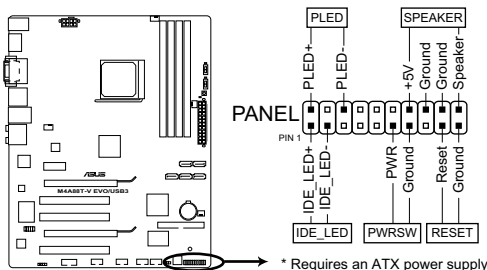 PLED
SPEAKER
PLED+
PLED-
+5V
Ground
Ground
Speaker
PANEL
PIN 1
IDE_LED+
IDE_LED-
PWR
Ground
Reset
Ground
IDE_LED
PWRSW
RESET
ASUS
M4A88T-V EVO/USB3
* Requires an ATX power supply